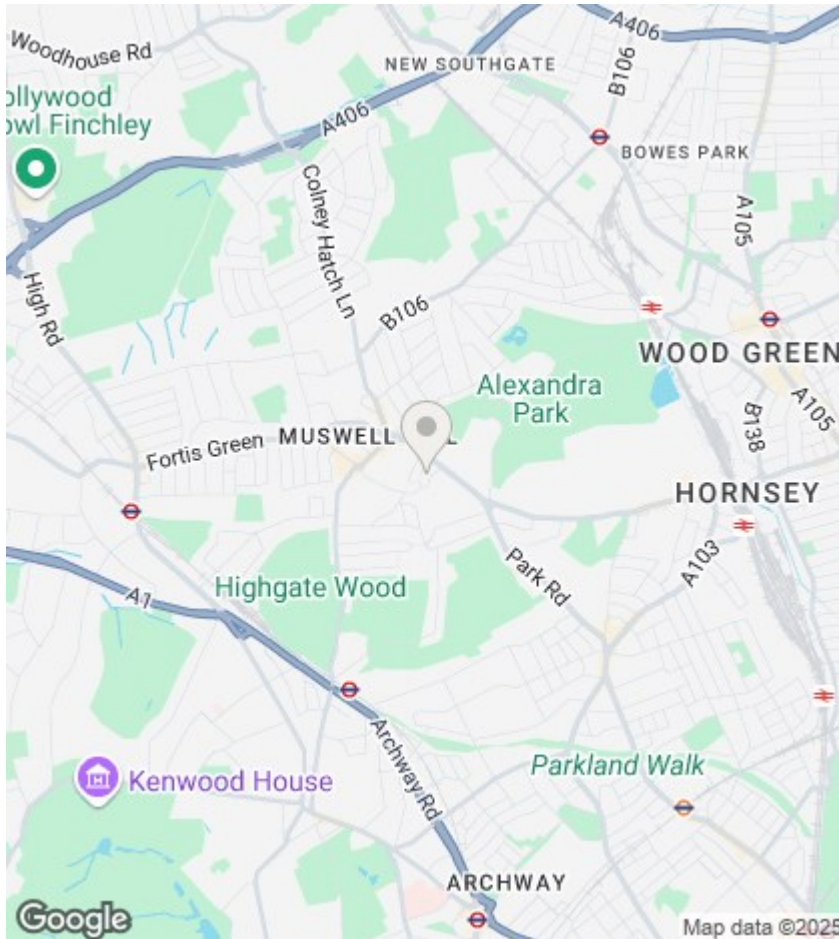 Woodhouse Rd
A406
B106
NEW SOUTHGATE
ollywood
owl Finchley
A406
BOWES PARK
Colney Hatch Ln
A105
High Rd
B106
WOOD GREEN
Alexandra
Park
A105
B138
Fortis Green
MUSWELL
LL
HORNSEY
Park Rd
A103
Highgate Wood
A1
Kenwood House
Archway Rd
Parkland Walk
ARCHWAY
Google
Map data ©2025